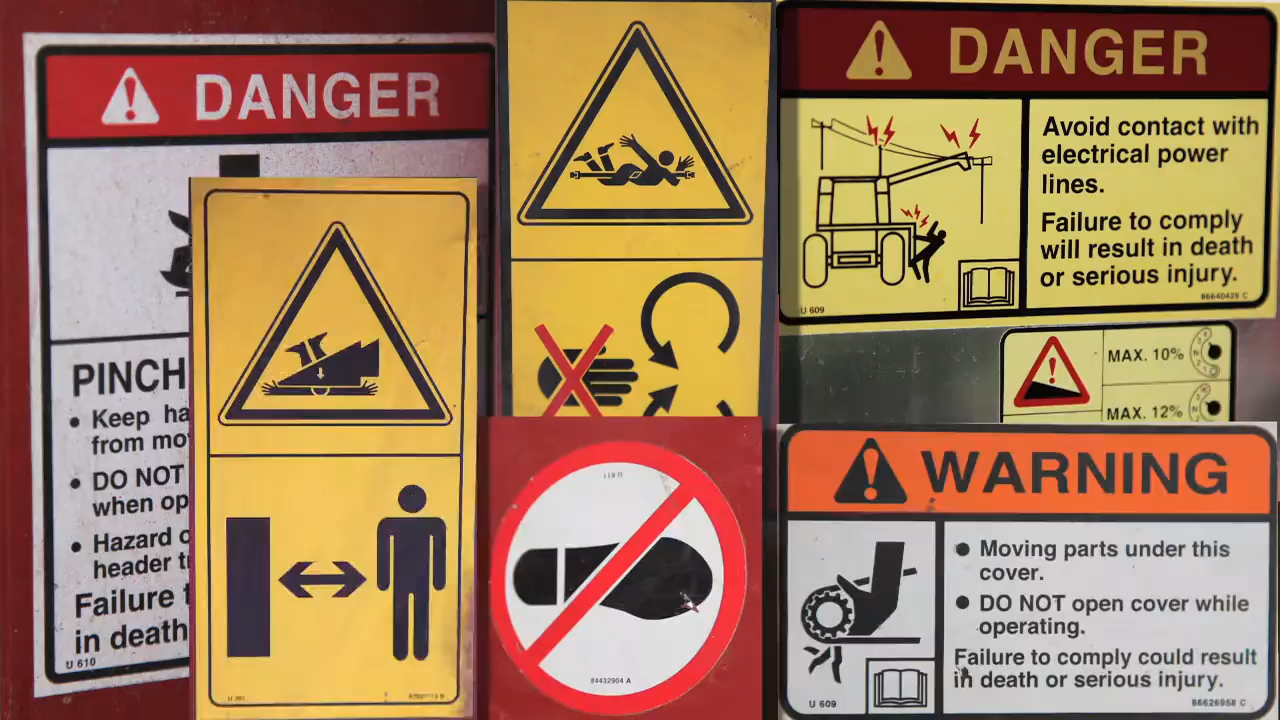 DANGER
PINCH
• Keep ha
from mo
• DO NOT
when op
• Hazard o
header t
Failure
in death
U 610
84432904 A
DANGER
Avoid contact with
electrical power
lines.
Failure to comply
will result in death
or serious injury.
U 609
86640428 C
MAX. 10%
MAX. 12%
WARNING
• Moving parts under this
cover.
• DO NOT open cover while
operating.
Failure to comply could result
in death or serious injury.
U 609
86626958 C